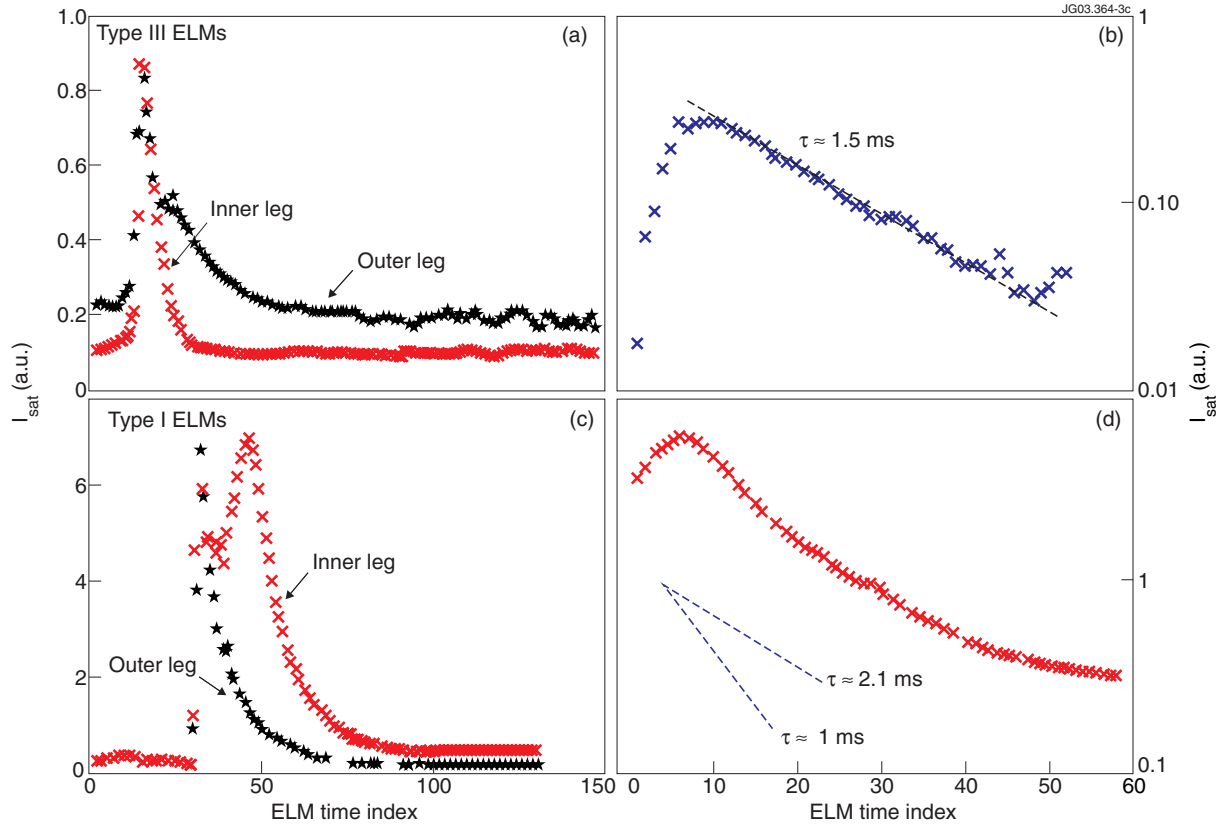 JG03.364-3c
Type III ELMs
(a)
(b)
1.0
0.8
0.6
0.4
0.2
0
I_sat (a.u.)
Inner leg
Outer leg
τ ≈ 1.5 ms
1
0.10
0.01
I_sat (a.u.)
Type I ELMs
(c)
(d)
6
4
2
0
Inner leg
Outer leg
τ ≈ 2.1 ms
τ ≈ 1 ms
1
0.1
0
50
100
150
0
10
20
30
40
50
60
ELM time index
ELM time index